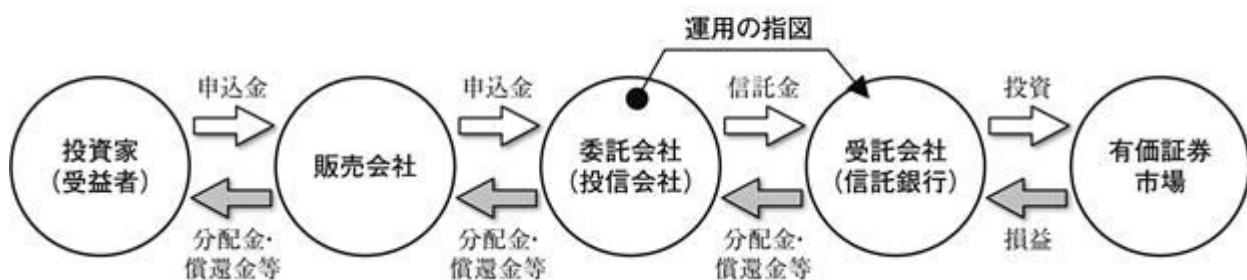 運用の指図
申込金
申込金
信託金
投資
投資家
(受益者)
販売会社
委託会社
(投信会社)
受託会社
(信託銀行)
有価証券
市場
分配金・
償還金等
分配金・
償還金等
分配金・
償還金等
損益